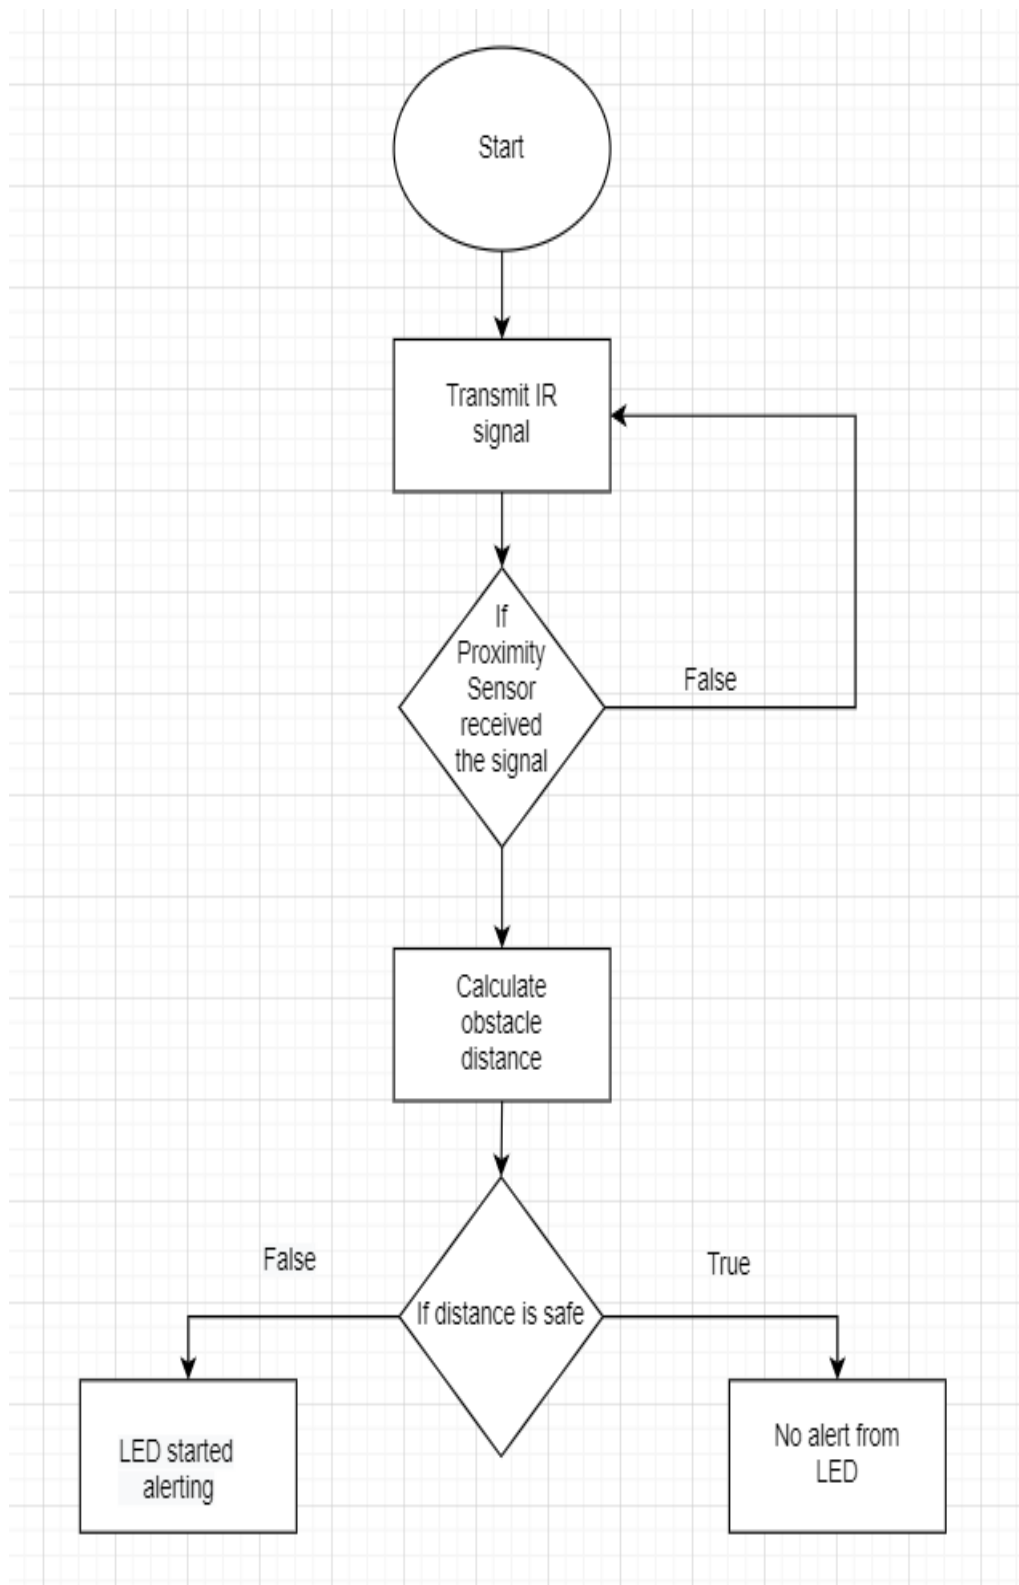 Start
Transmit IR
signal
If
Proximity
Sensor
received
the signal
False
Calculate
obstacle
distance
False
True
If distance is safe
LED started
alerting
No alert from
LED